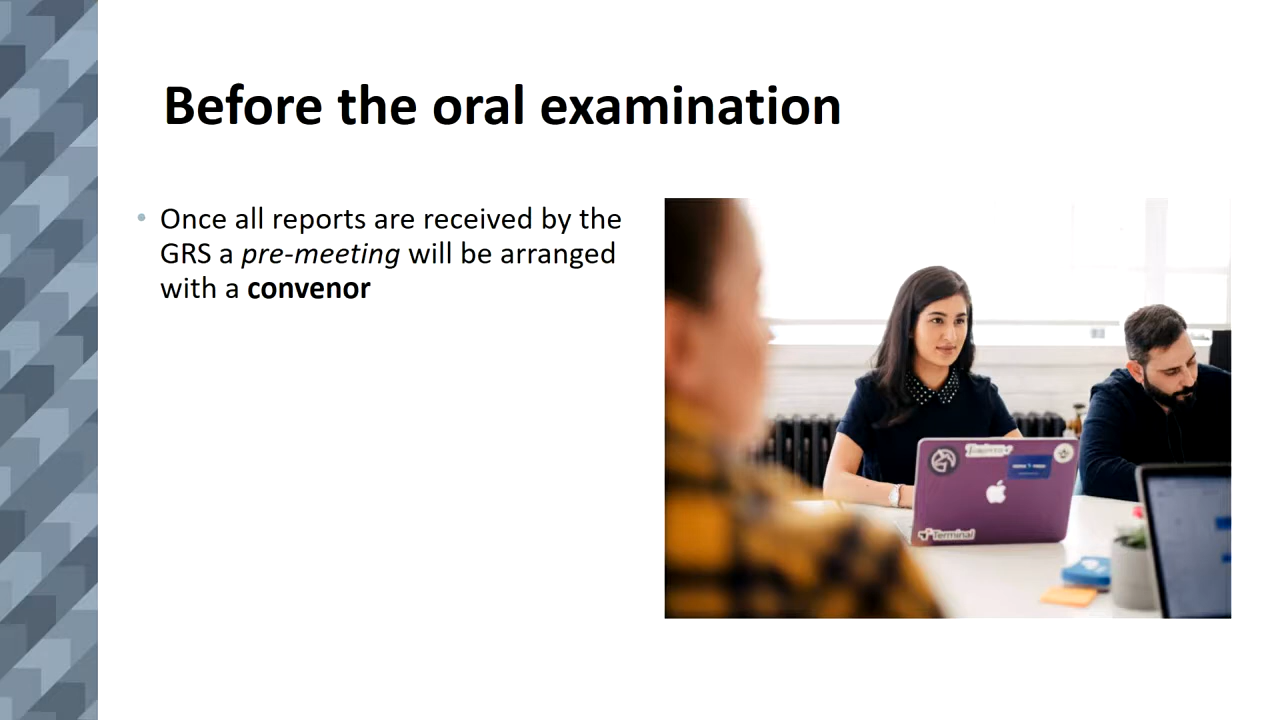 Before the oral examination
• Once all reports are received by the
GRS a pre-meeting will be arranged
with a convenor
Terminal